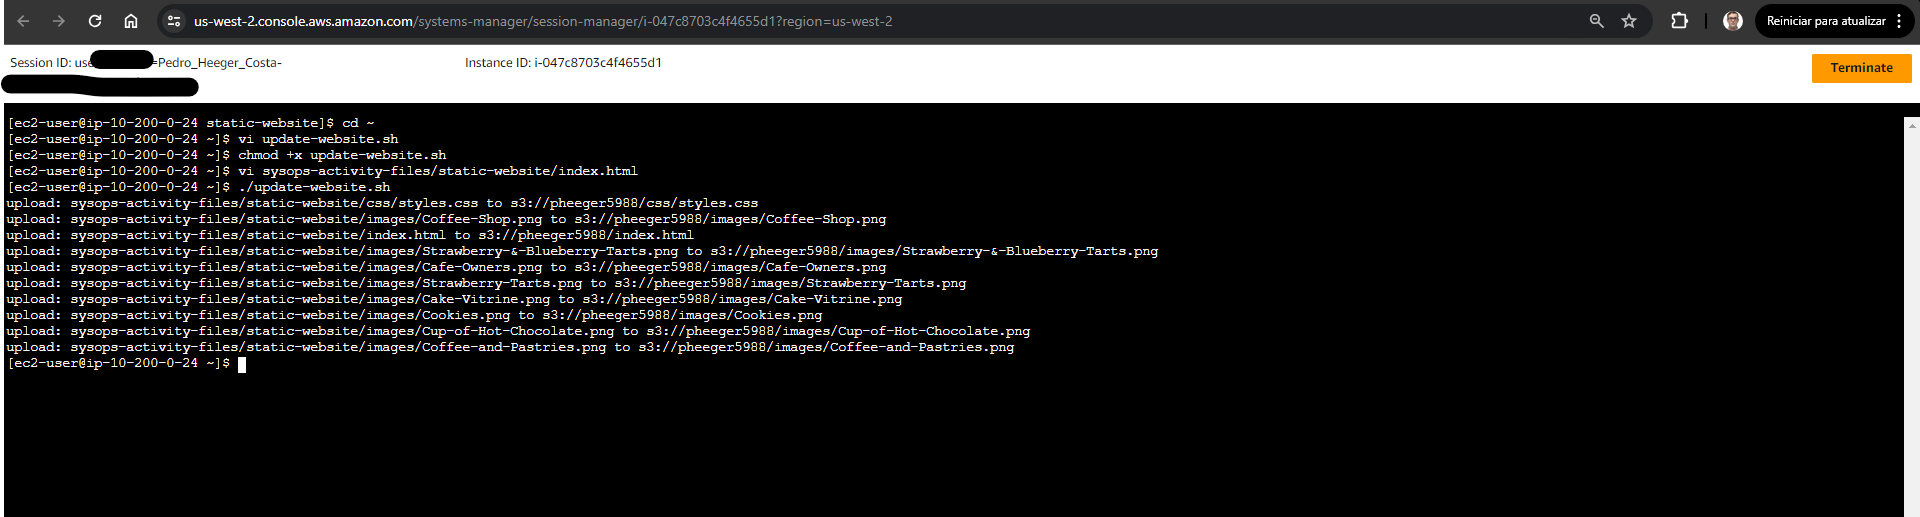 us-west-2.console.aws.amazon.com/systems-manager/session-manager/i-047c8703c4f4655d1?region=us-west-2
Reiniciar para atualizar
Session ID: use =Pedro_Heeger_Costa-
Instance ID: i-047c8703c4f4655d1
Terminate
[ec2-user@ip-10-200-0-24 static-website]$ cd ~
[ec2-user@ip-10-200-0-24 ~]$ vi update-website.sh
[ec2-user@ip-10-200-0-24 ~]$ chmod +x update-website.sh
[ec2-user@ip-10-200-0-24 ~]$ vi sysops-activity-files/static-website/index.html
[ec2-user@ip-10-200-0-24 ~]$ ./update-website.sh
upload: sysops-activity-files/static-website/css/styles.css to s3://pheeger5988/css/styles.css
upload: sysops-activity-files/static-website/images/Coffee-Shop.png to s3://pheeger5988/images/Coffee-Shop.png
upload: sysops-activity-files/static-website/index.html to s3://pheeger5988/index.html
upload: sysops-activity-files/static-website/images/Strawberry-&-Blueberry-Tarts.png to s3://pheeger5988/images/Strawberry-&-Blueberry-Tarts.png
upload: sysops-activity-files/static-website/images/Cafe-Owners.png to s3://pheeger5988/images/Cafe-Owners.png
upload: sysops-activity-files/static-website/images/Strawberry-Tarts.png to s3://pheeger5988/images/Strawberry-Tarts.png
upload: sysops-activity-files/static-website/images/Cake-Vitrine.png to s3://pheeger5988/images/Cake-Vitrine.png
upload: sysops-activity-files/static-website/images/Cookies.png to s3://pheeger5988/images/Cookies.png
upload: sysops-activity-files/static-website/images/Cup-of-Hot-Chocolate.png to s3://pheeger5988/images/Cup-of-Hot-Chocolate.png
upload: sysops-activity-files/static-website/images/Coffee-and-Pastries.png to s3://pheeger5988/images/Coffee-and-Pastries.png
[ec2-user@ip-10-200-0-24 ~]$